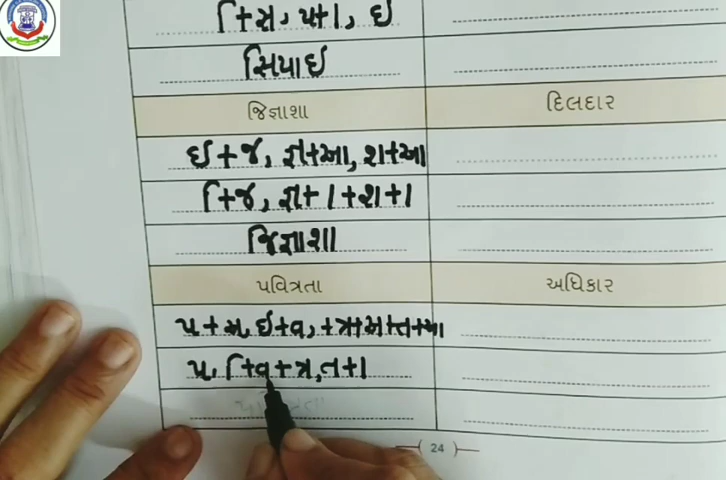 િ+સ, પ+ા, ઈ
સિપાઈ
જિજ્ઞાશા દિલદાર
ઈ+જ, જ્ઞ+આ, શ+આ
િ+જ, જ્ઞ+ા+શ+ા
જિજ્ઞાશા
પવિત્રતા અધિકાર
પ+અ, ઈ+વ, +ત્ર+અ+ત+આ
પ, િ+વ+ત્ર, ત+ા
24